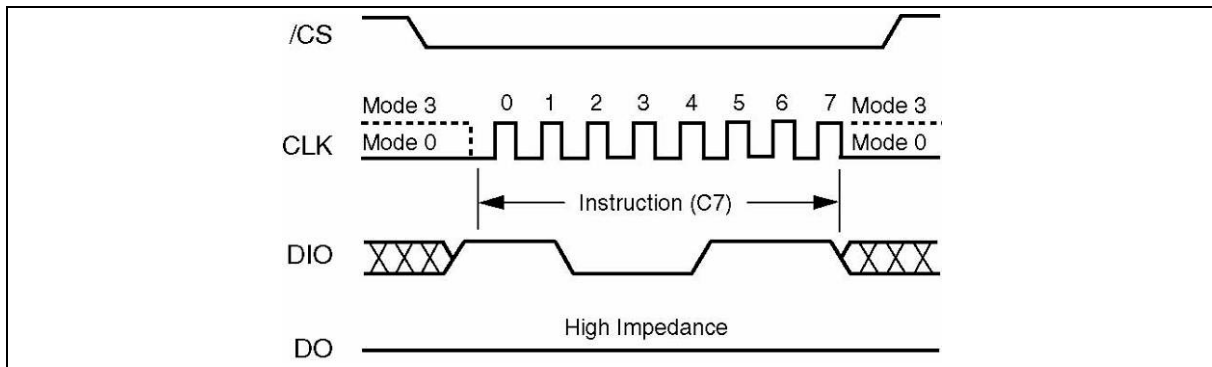 /CS
Mode 3 0 1 2 3 4 5 6 7 Mode 3
CLK Mode 0 Mode 0
Instruction (C7)
DIO
High Impedance
DO